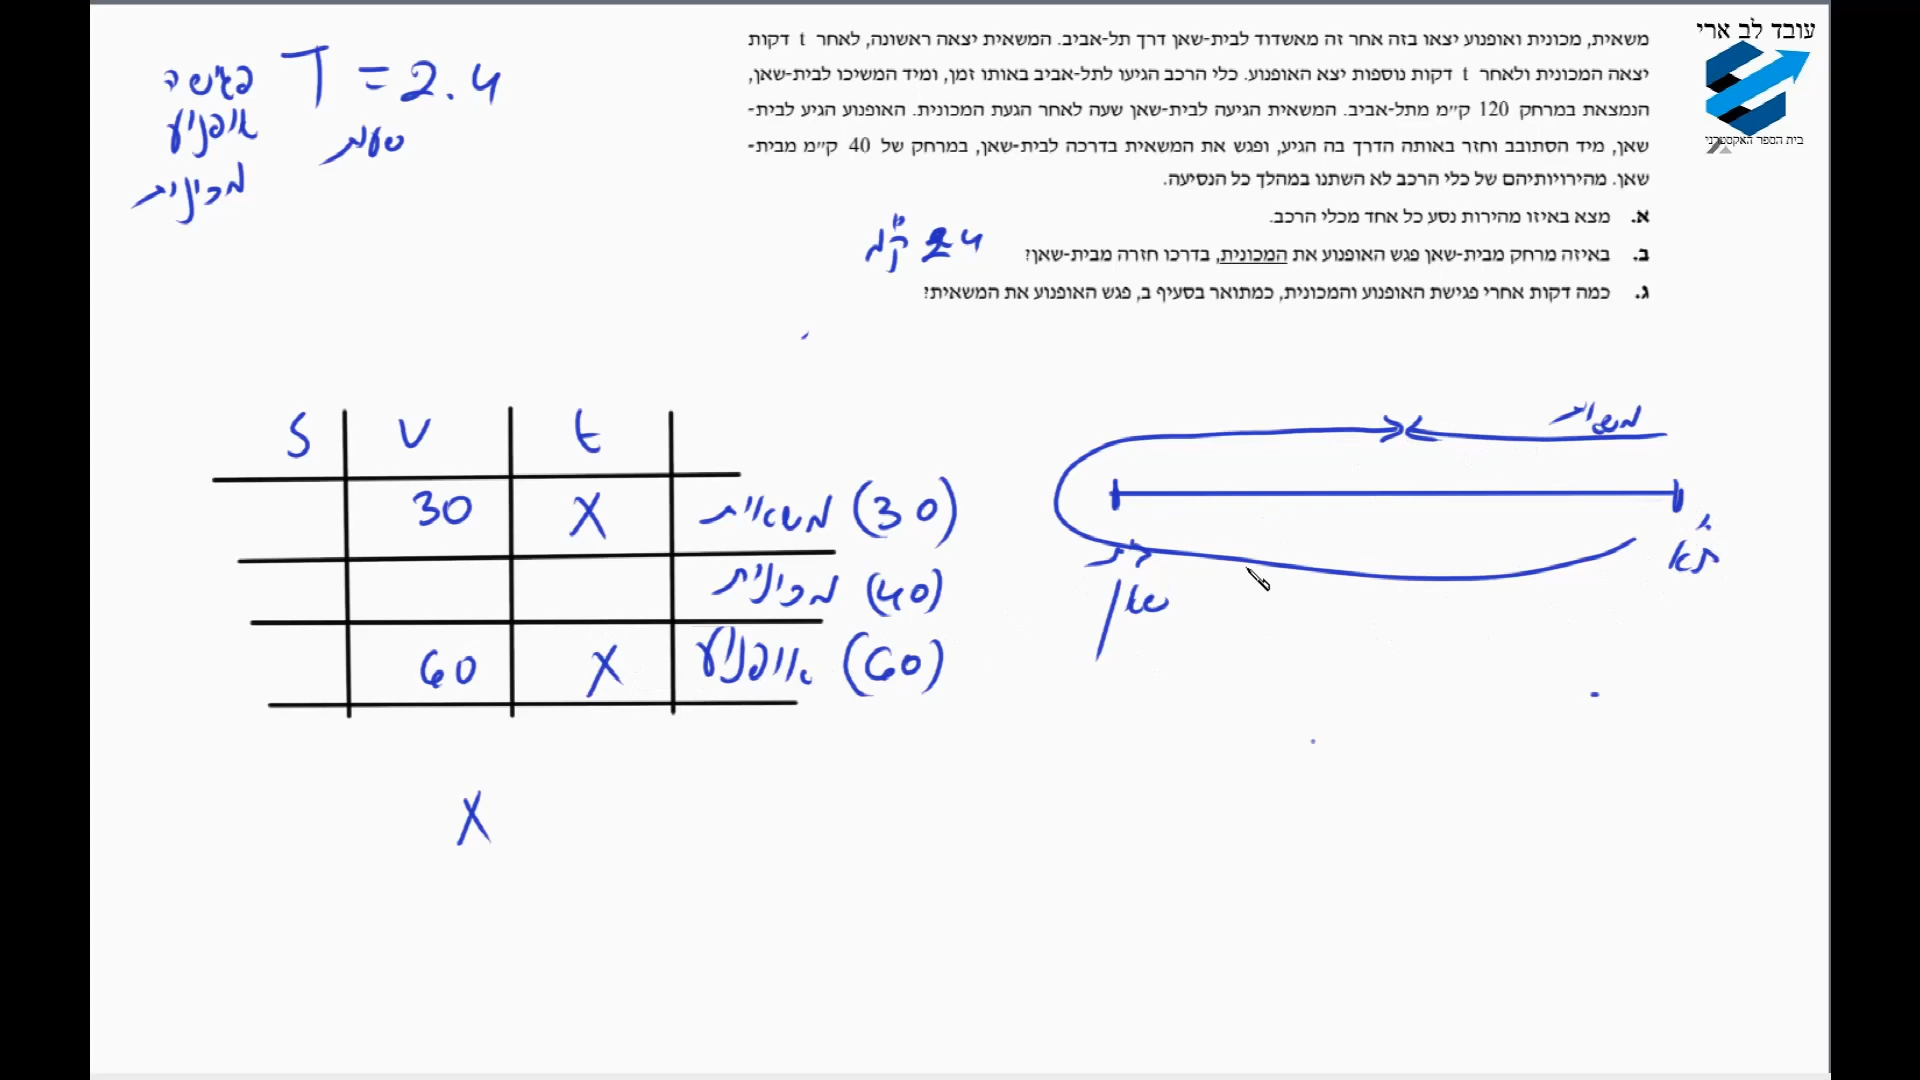 עובד לב ארי
בית הספר האקסטרני
משאית, מכונית ואופנוע יצאו בזה אחר זה מאשדוד לבית-שאן דרך תל-אביב. המשאית יצאה ראשונה, לאחר t דקות
יצאה המכונית ולאחר t דקות נוספות יצא האופנוע. כלי הרכב הגיעו לתל-אביב באותו זמן, ומיד המשיכו לבית-שאן,
הנמצאת במרחק 120 ק״מ מתל-אביב. המשאית הגיעה לבית-שאן שעה לאחר הגעת המכונית. האופנוע הגיע לבית-
שאן, מיד הסתובב וחזר באותה הדרך בה הגיע, ופגש את המשאית בדרכה לבית-שאן, במרחק של 40 ק״מ מבית-
שאן. מהירויותיהם של כלי הרכב לא השתנו במהלך כל הנסיעה.
א. מצא באיזו מהירות נסע כל אחד מכלי הרכב.
ב. באיזה מרחק מבית-שאן פגש האופנוע את המכונית, בדרכו חזרה מבית-שאן?
24 ק״מ
ג. כמה דקות אחרי פגישת האופנוע והמכונית, כמתואר בסעיף ב, פגש האופנוע את המשאית?
פגישה T = 2.4
אופנוע
שעות
מכונית
S V t
30 X משאית (30)
מכונית (40)
60 X אופנוע (60)
X
משאית
ת״א
בית
שאן